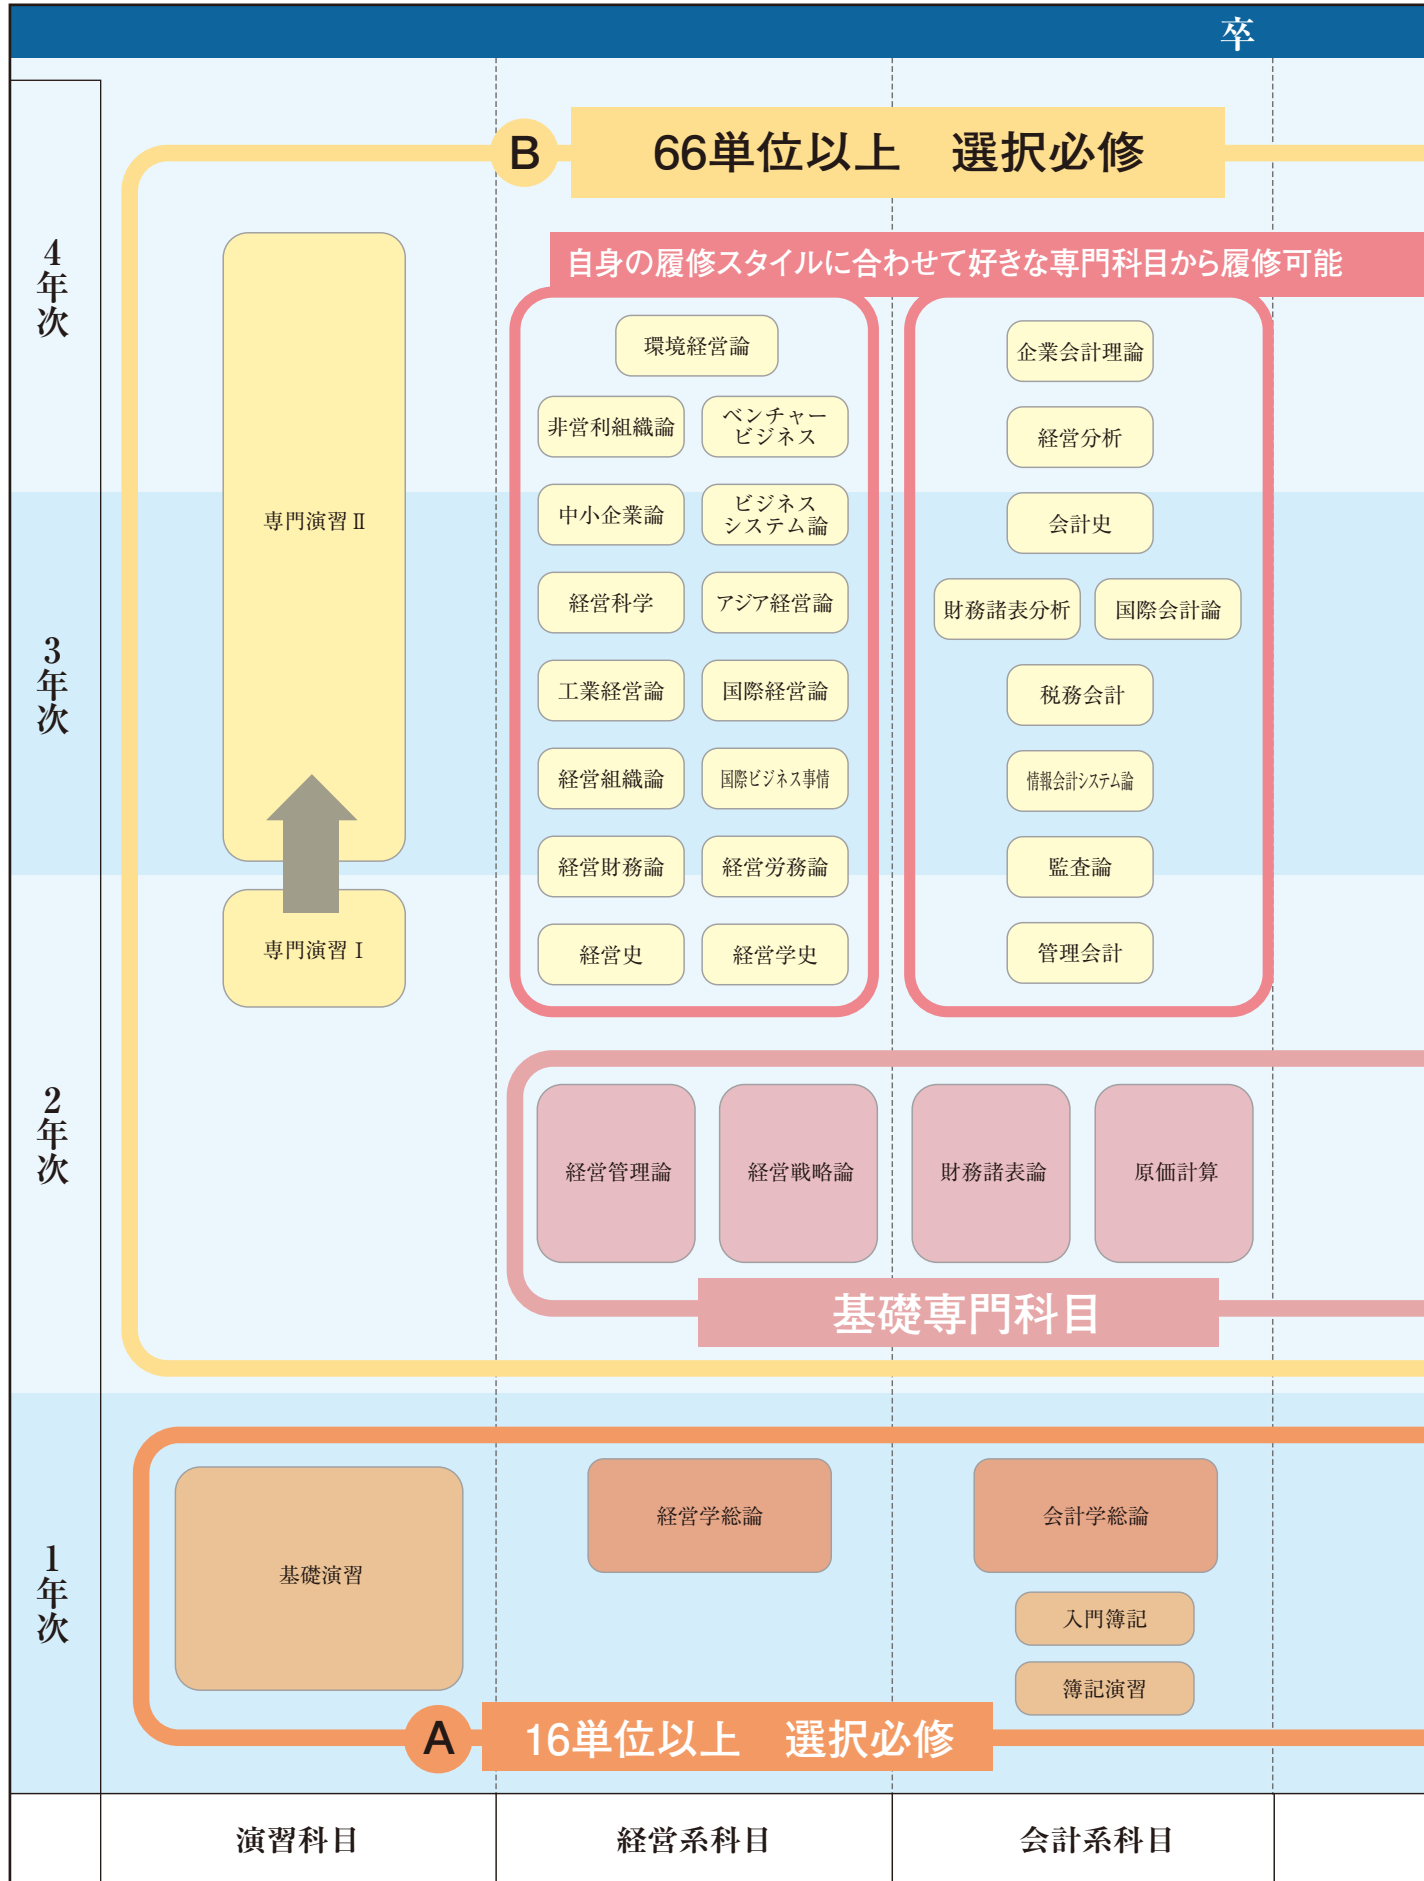 卒
B
66単位以上　選択必修
4年次
自身の履修スタイルに合わせて好きな専門科目から履修可能
環境経営論
企業会計理論
非営利組織論
ベンチャー
ビジネス
経営分析
専門演習Ⅱ
中小企業論
ビジネス
システム論
会計史
経営科学
アジア経営論
財務諸表分析
国際会計論
3年次
工業経営論
国際経営論
税務会計
経営組織論
国際ビジネス事情
情報会計システム論
経営財務論
経営労務論
監査論
専門演習Ⅰ
経営史
経営学史
管理会計
2年次
経営管理論
経営戦略論
財務諸表論
原価計算
基礎専門科目
1年次
基礎演習
経営学総論
会計学総論
入門簿記
簿記演習
A
16単位以上　選択必修
演習科目
経営系科目
会計系科目